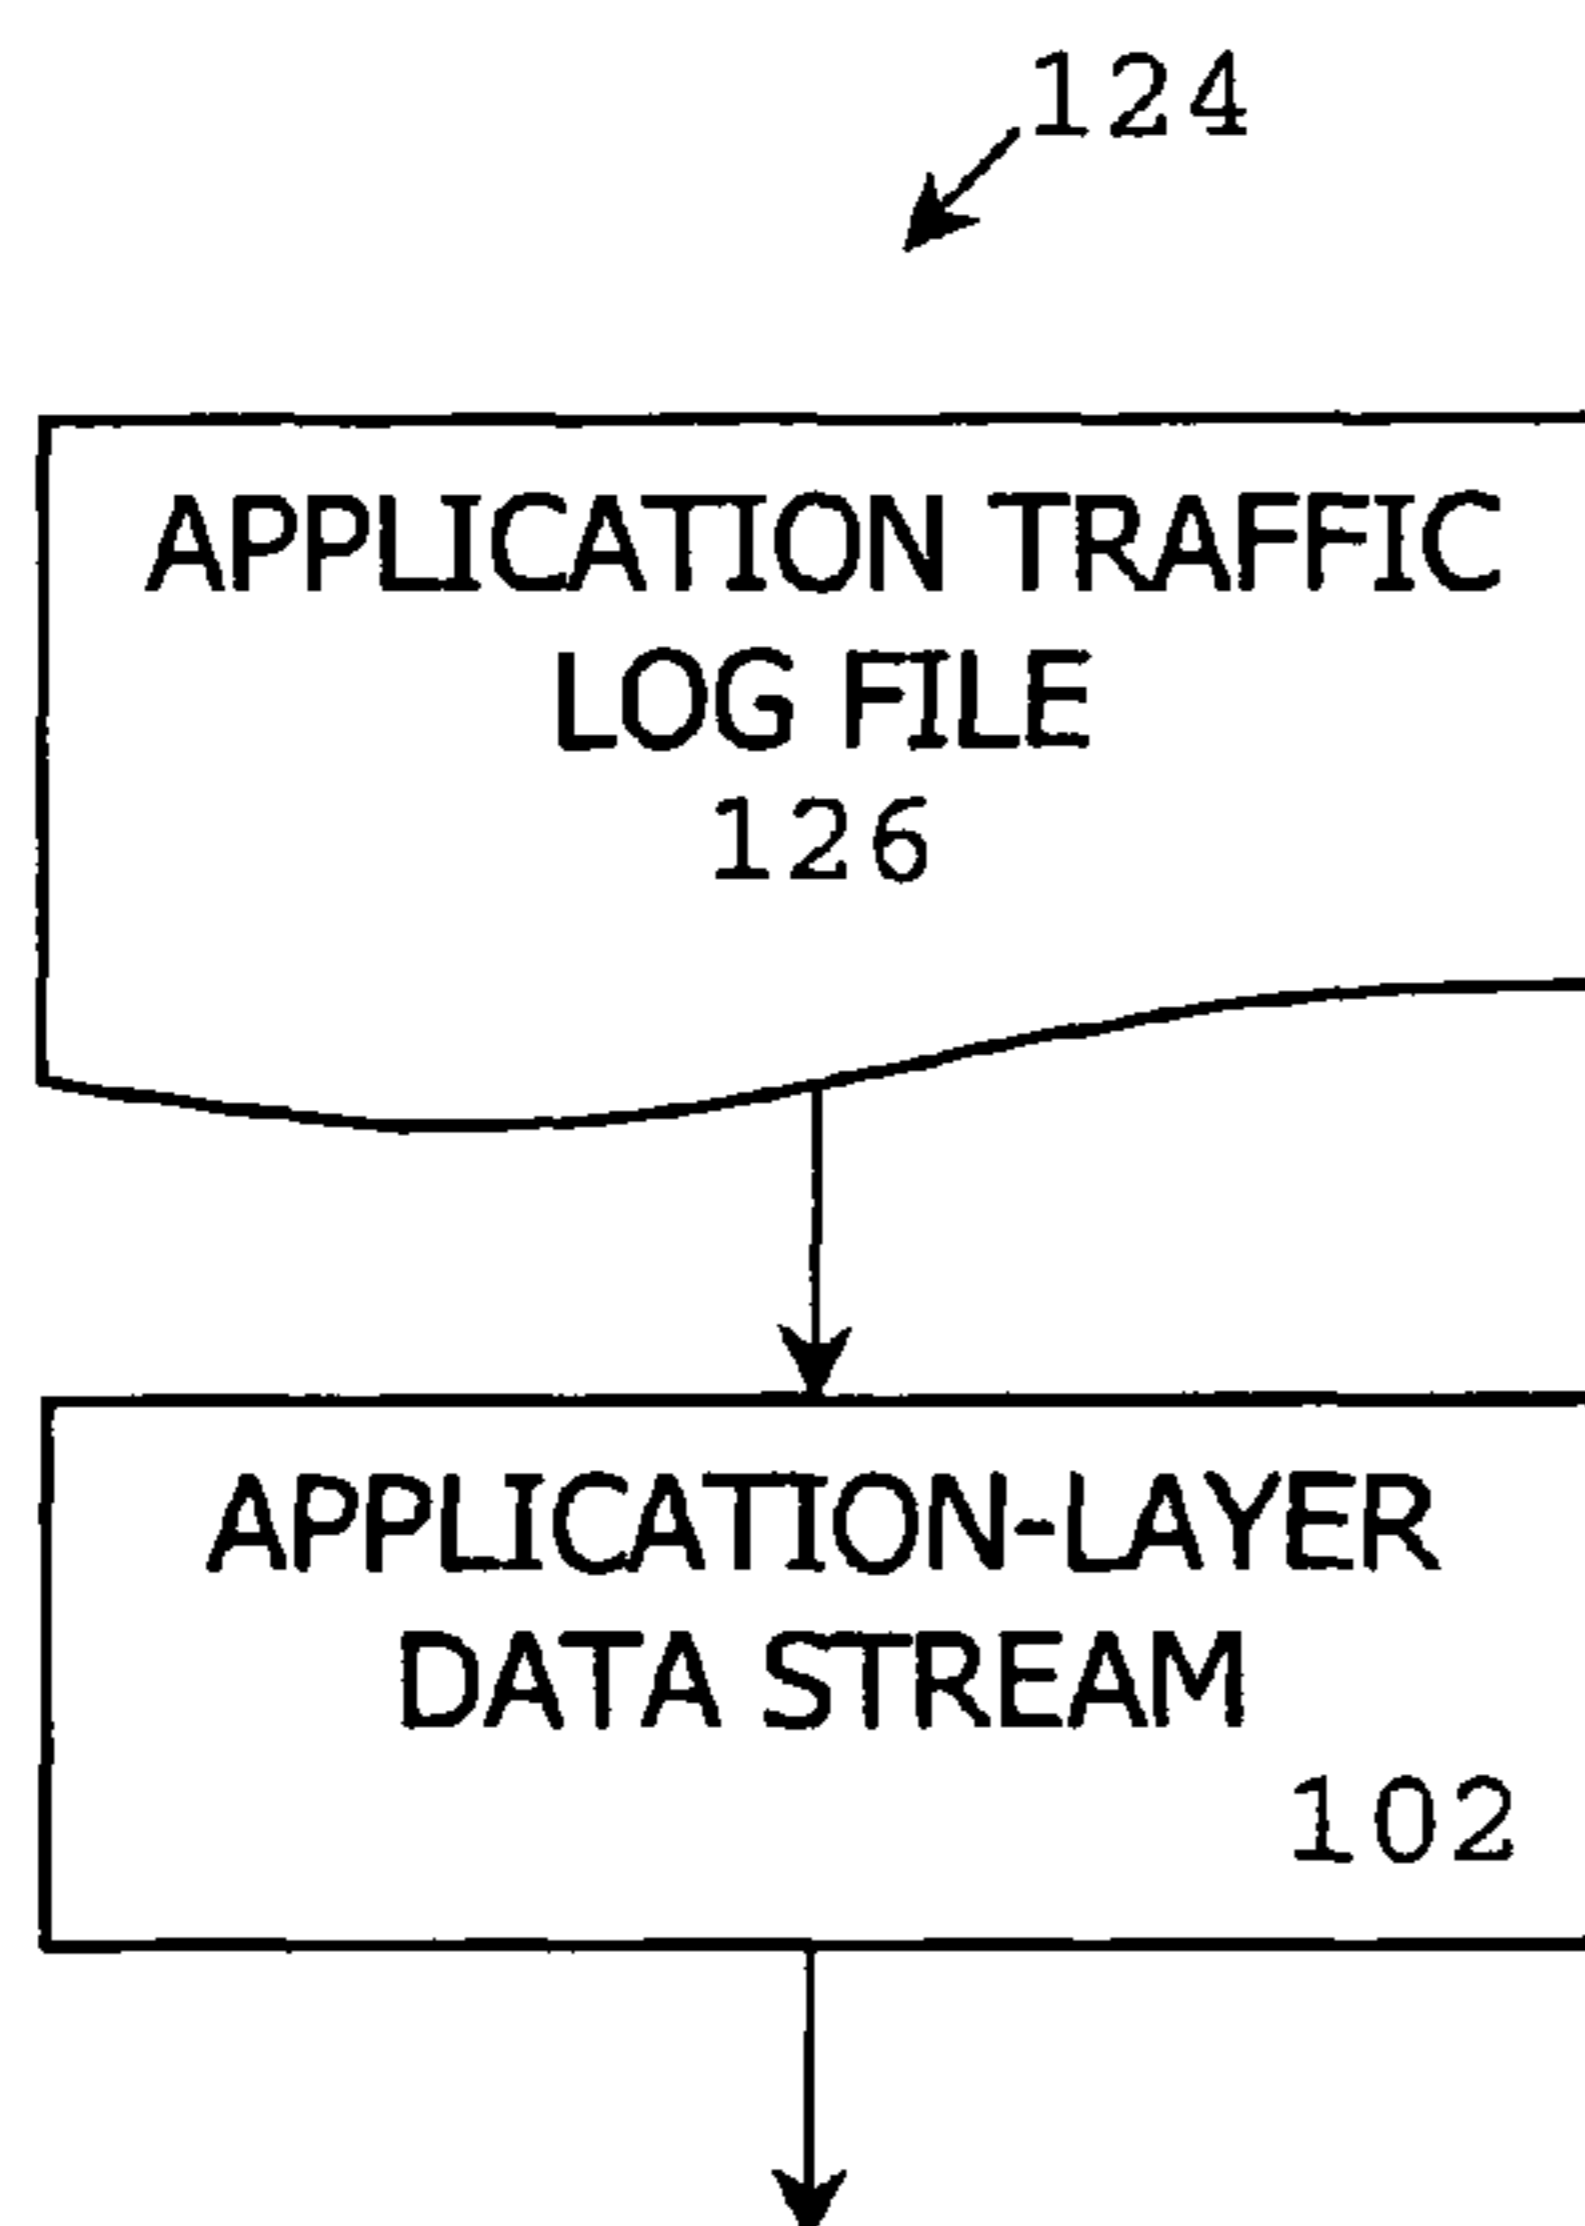 124
APPLICATION TRAFFIC
LOG FILE
126
APPLICATION-LAYER
DATA STREAM
102